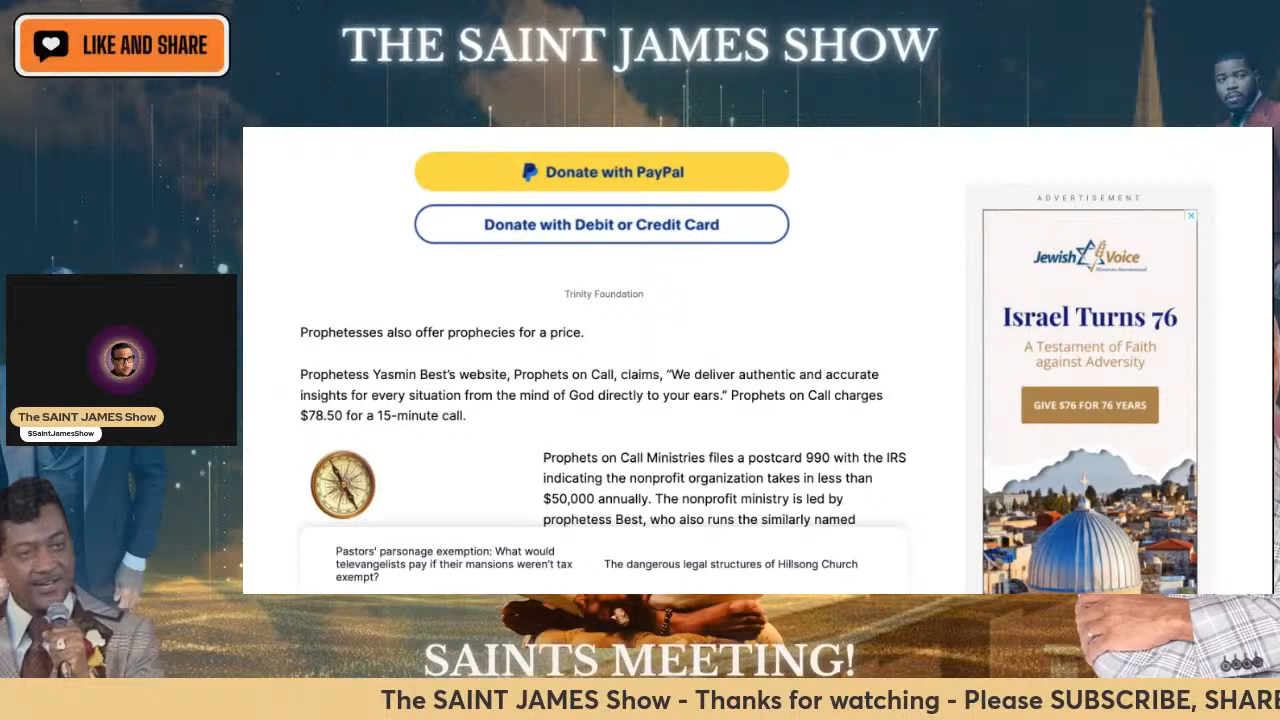 LIKE AND SHARE
THE SAINT JAMES SHOW
Donate with PayPal
Donate with Debit or Credit Card
Trinity Foundation
Prophetesses also offer prophecies for a price.
Prophetess Yasmin Best's website, Prophets on Call, claims, “We deliver authentic and accurate
insights for every situation from the mind of God directly to your ears.” Prophets on Call charges
$78.50 for a 15-minute call.
Prophets on Call Ministries files a postcard 990 with the IRS
indicating the nonprofit organization takes in less than
$50,000 annually. The nonprofit ministry is led by
prophetess Best, who also runs the similarly named
Pastors' parsonage exemption: What would
televangelists pay if their mansions weren't tax
exempt?
The dangerous legal structures of Hillsong Church
ADVERTISEMENT
Jewish Voice
Ministries International
Israel Turns 76
A Testament of Faith
against Adversity
GIVE $76 FOR 76 YEARS
The SAINT JAMES Show
$SaintJamesShow
SAINTS MEETING!
The SAINT JAMES Show - Thanks for watching - Please SUBSCRIBE, SHARE